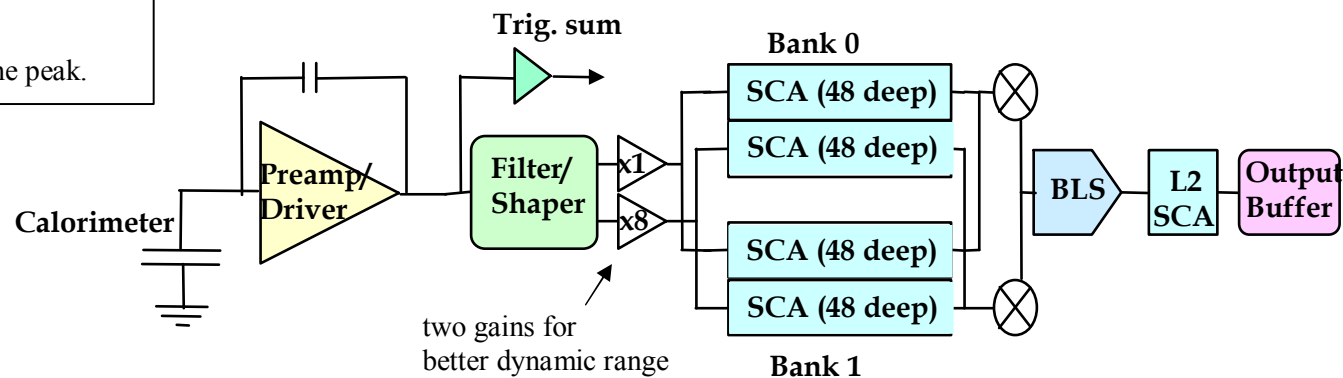 ne peak.
Trig. sum
Bank 0
SCA (48 deep)
SCA (48 deep)
Preamp/
Driver
Filter/
Shaper
x1
x8
Calorimeter
BLS
L2
SCA
Output
Buffer
SCA (48 deep)
SCA (48 deep)
two gains for
better dynamic range
Bank 1